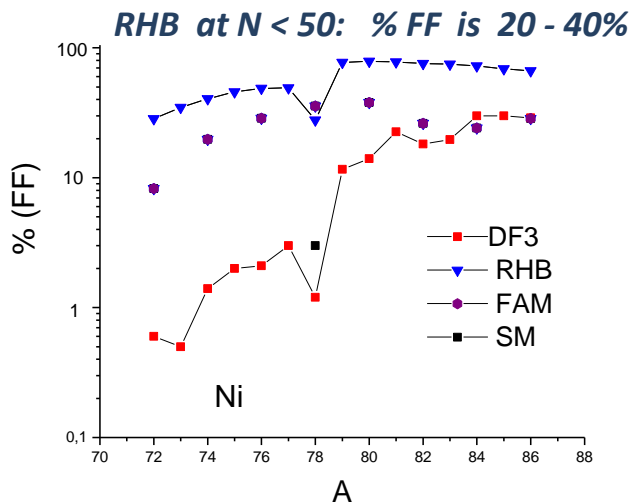 RHB at N < 50: % FF is 20 - 40%
100
10
1
0,1
% (FF)
DF3
RHB
FAM
SM
Ni
70 72 74 76 78 80 82 84 86 88
A